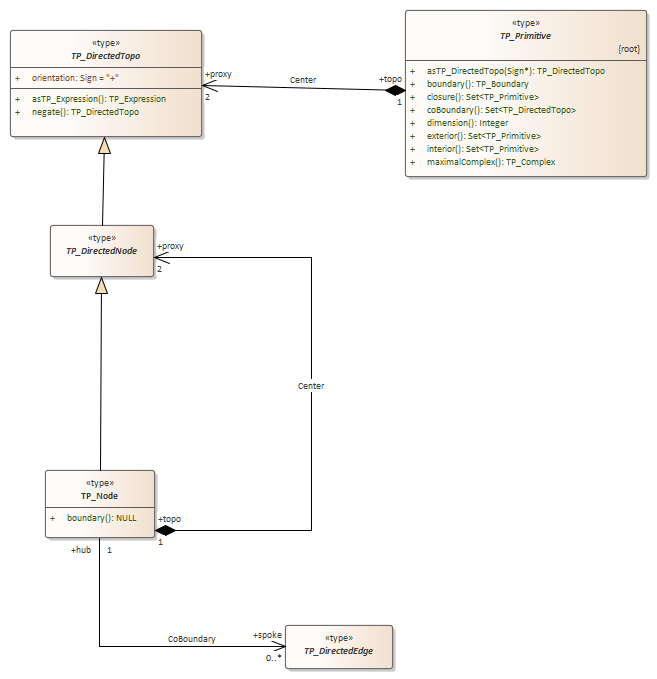 «type»
TP_DirectedTopo
+ orientation: Sign = "+"
+ asTP_Expression(): TP_Expression
+ negate(): TP_DirectedTopo
+proxy
2
Center
+topo
1
«type»
TP_Primitive
{root}
+ asTP_DirectedTopo(Sign*): TP_DirectedTopo
+ boundary(): TP_Boundary
+ closure(): Set<TP_Primitive>
+ coBoundary(): Set<TP_DirectedTopo>
+ dimension(): Integer
+ exterior(): Set<TP_Primitive>
+ interior(): Set<TP_Primitive>
+ maximalComplex(): TP_Complex
«type»
TP_DirectedNode
+proxy
2
Center
«type»
TP_Node
+ boundary(): NULL
+topo
1
+hub 1
CoBoundary
+spoke
0..*
«type»
TP_DirectedEdge